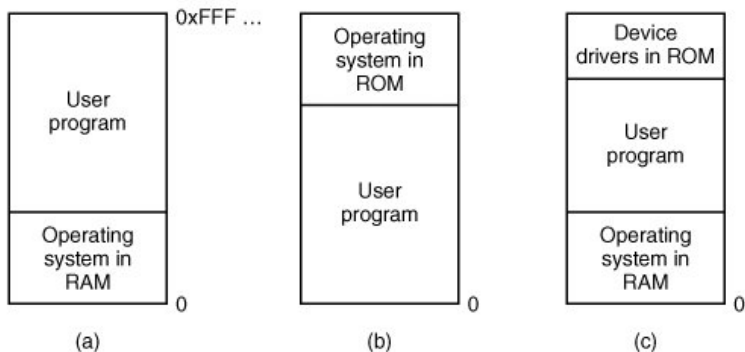 0xFFF ...
User
program
Operating
system in
RAM
0
(a)
Operating
system in
ROM
User
program
0
(b)
Device
drivers in ROM
User
program
Operating
system in
RAM
0
(c)